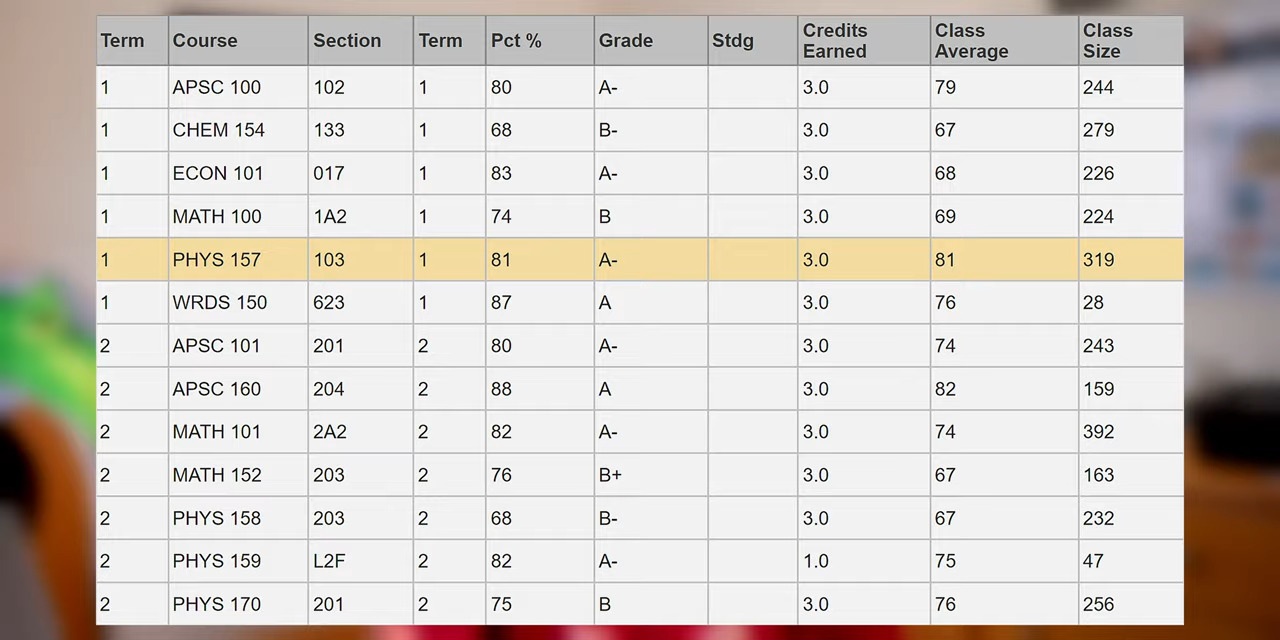 Term Course Section Term Pct % Grade Stdg Credits Earned Class Average Class Size
1 APSC 100 102 1 80 A- 3.0 79 244
1 CHEM 154 133 1 68 B- 3.0 67 279
1 ECON 101 017 1 83 A- 3.0 68 226
1 MATH 100 1A2 1 74 B 3.0 69 224
1 PHYS 157 103 1 81 A- 3.0 81 319
1 WRDS 150 623 1 87 A 3.0 76 28
2 APSC 101 201 2 80 A- 3.0 74 243
2 APSC 160 204 2 88 A 3.0 82 159
2 MATH 101 2A2 2 82 A- 3.0 74 392
2 MATH 152 203 2 76 B+ 3.0 67 163
2 PHYS 158 203 2 68 B- 3.0 67 232
2 PHYS 159 L2F 2 82 A- 1.0 75 47
2 PHYS 170 201 2 75 B 3.0 76 256